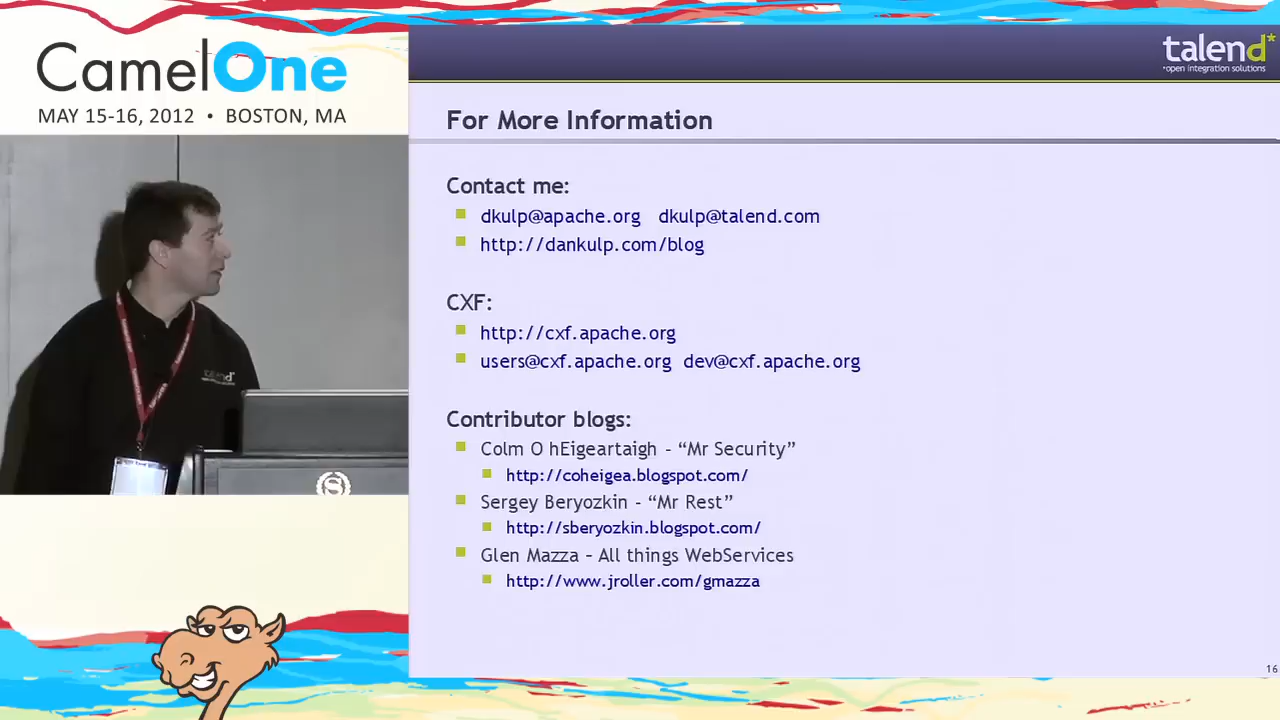 CamelOne
MAY 15-16, 2012 • BOSTON, MA
talend*
*open integration solutions
For More Information
Contact me:
dkulp@apache.org dkulp@talend.com
http://dankulp.com/blog
CXF:
http://cxf.apache.org
users@cxf.apache.org dev@cxf.apache.org
Contributor blogs:
Colm O hEigeartaigh - “Mr Security”
http://coheigea.blogspot.com/
Sergey Beryozkin - “Mr Rest”
http://sberyozkin.blogspot.com/
Glen Mazza – All things WebServices
http://www.jroller.com/gmazza
16
talend*
S